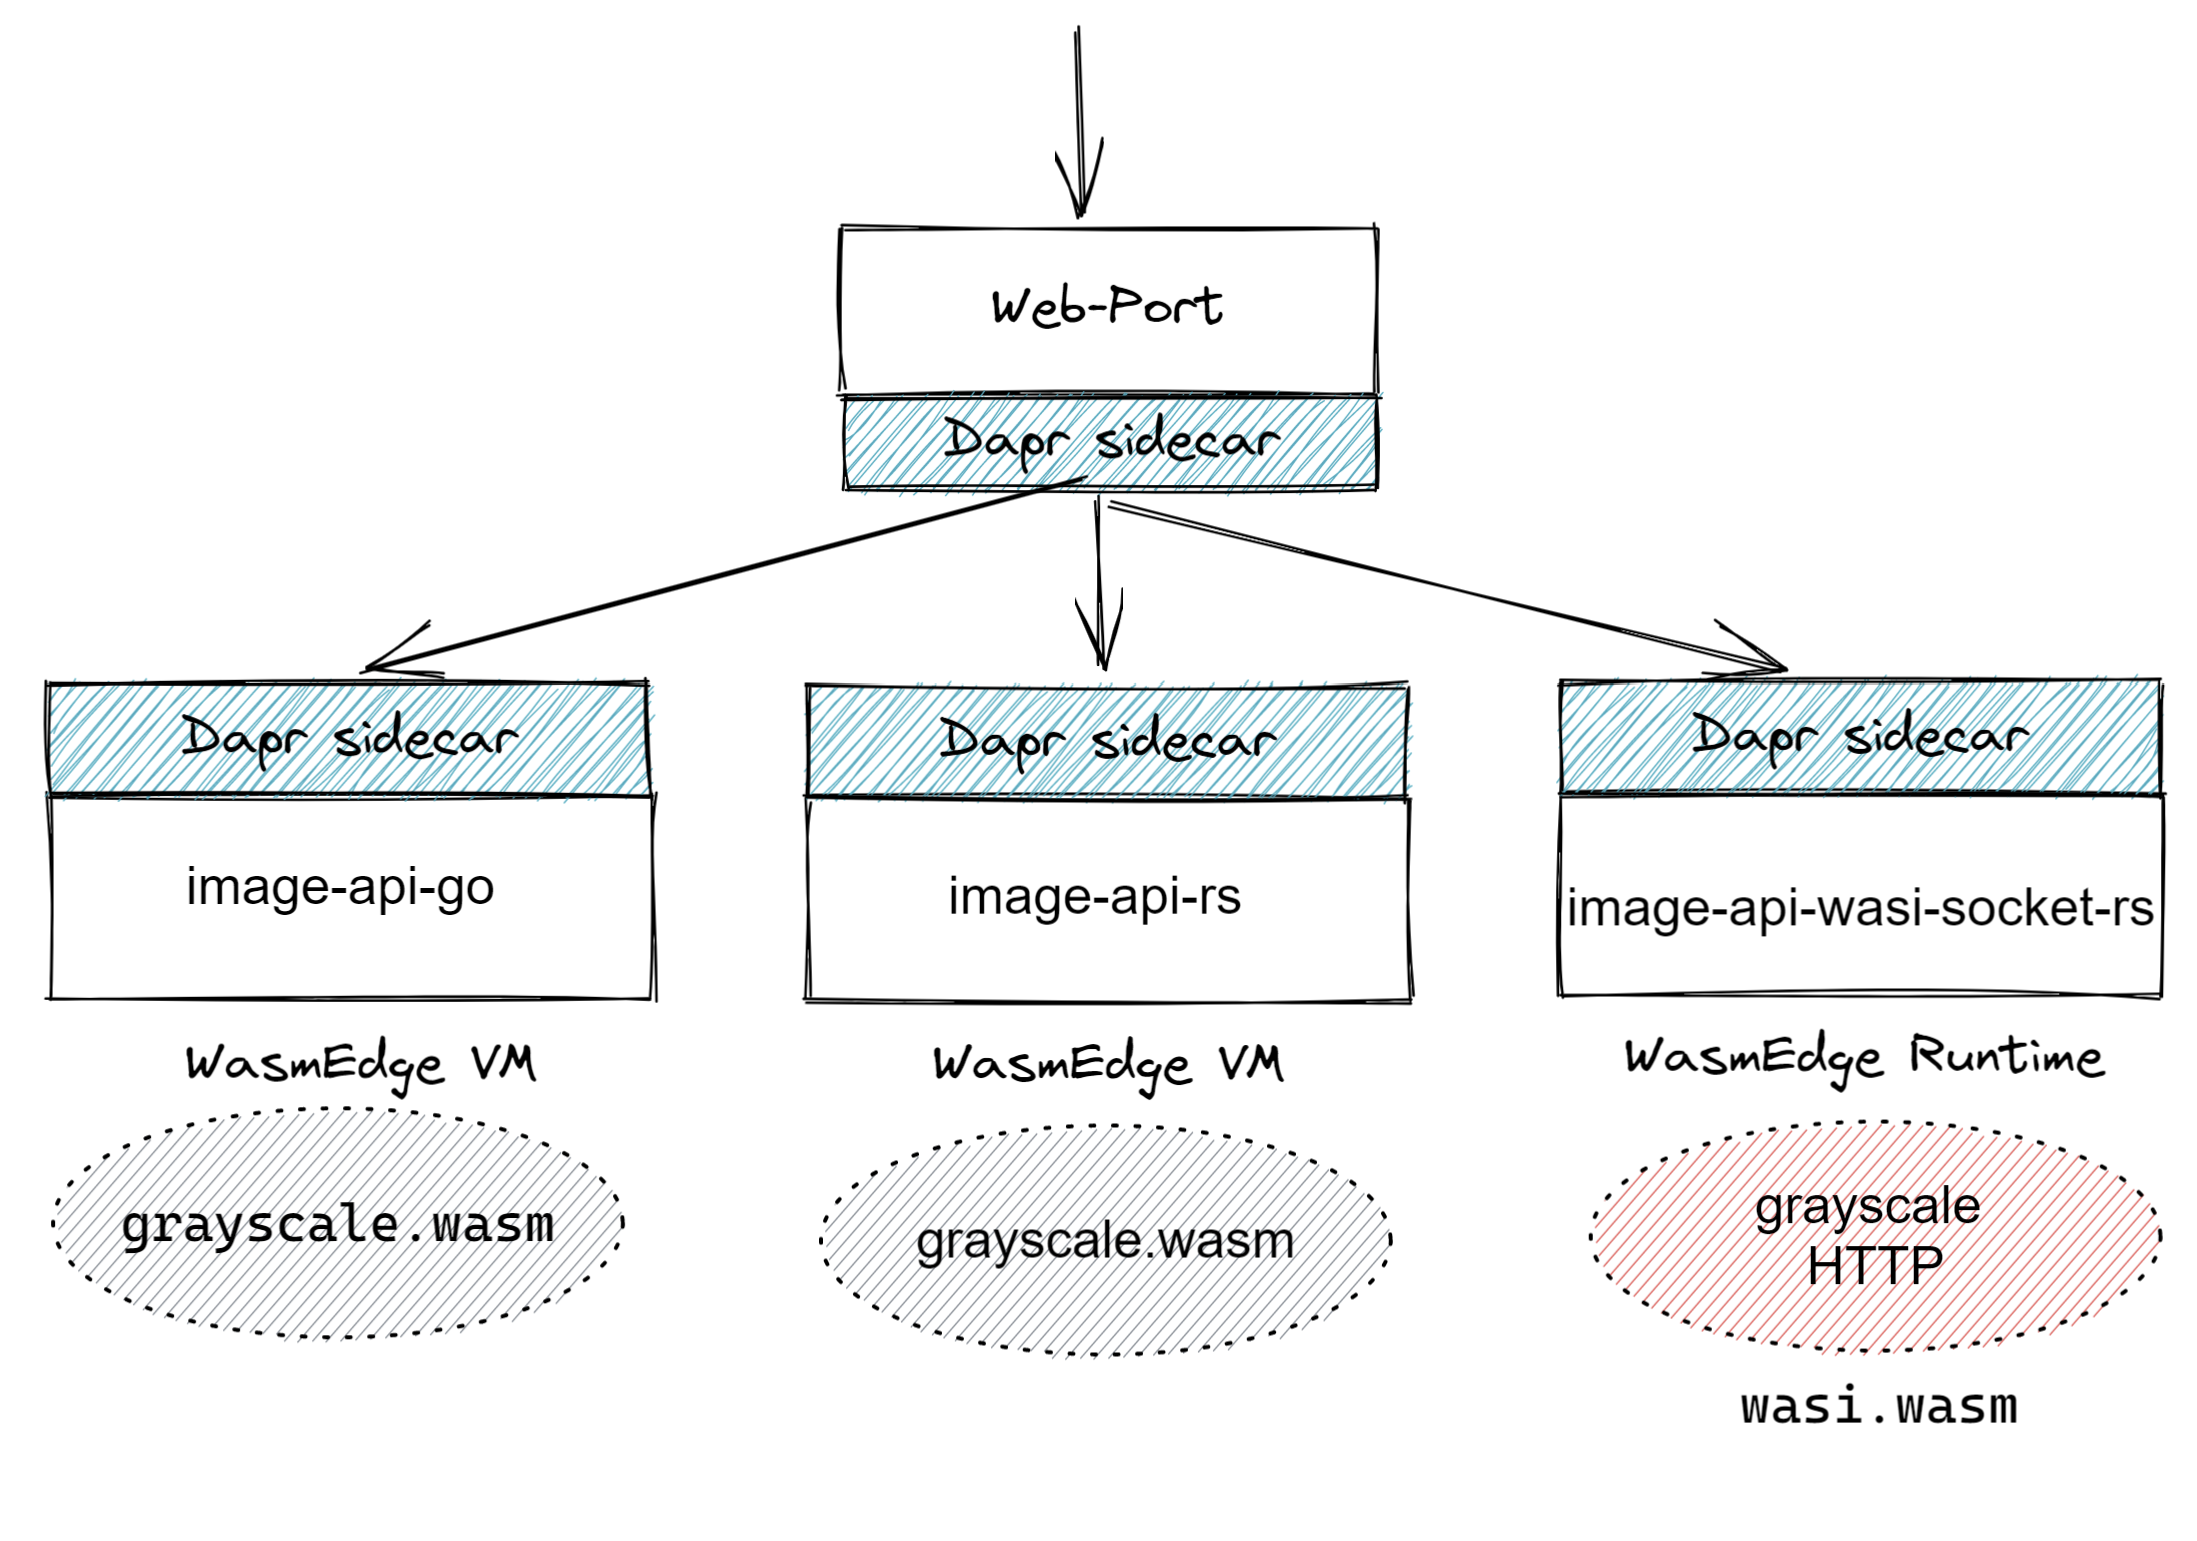 Web-Port
Dapr sidecar
Dapr sidecar
Dapr sidecar
Dapr sidecar
image-api-go
image-api-rs
image-api-wasi-socket-rs
WasmEdge VM
WasmEdge VM
WasmEdge Runtime
grayscale.wasm
grayscale.wasm
grayscale
HTTP
wasi.wasm